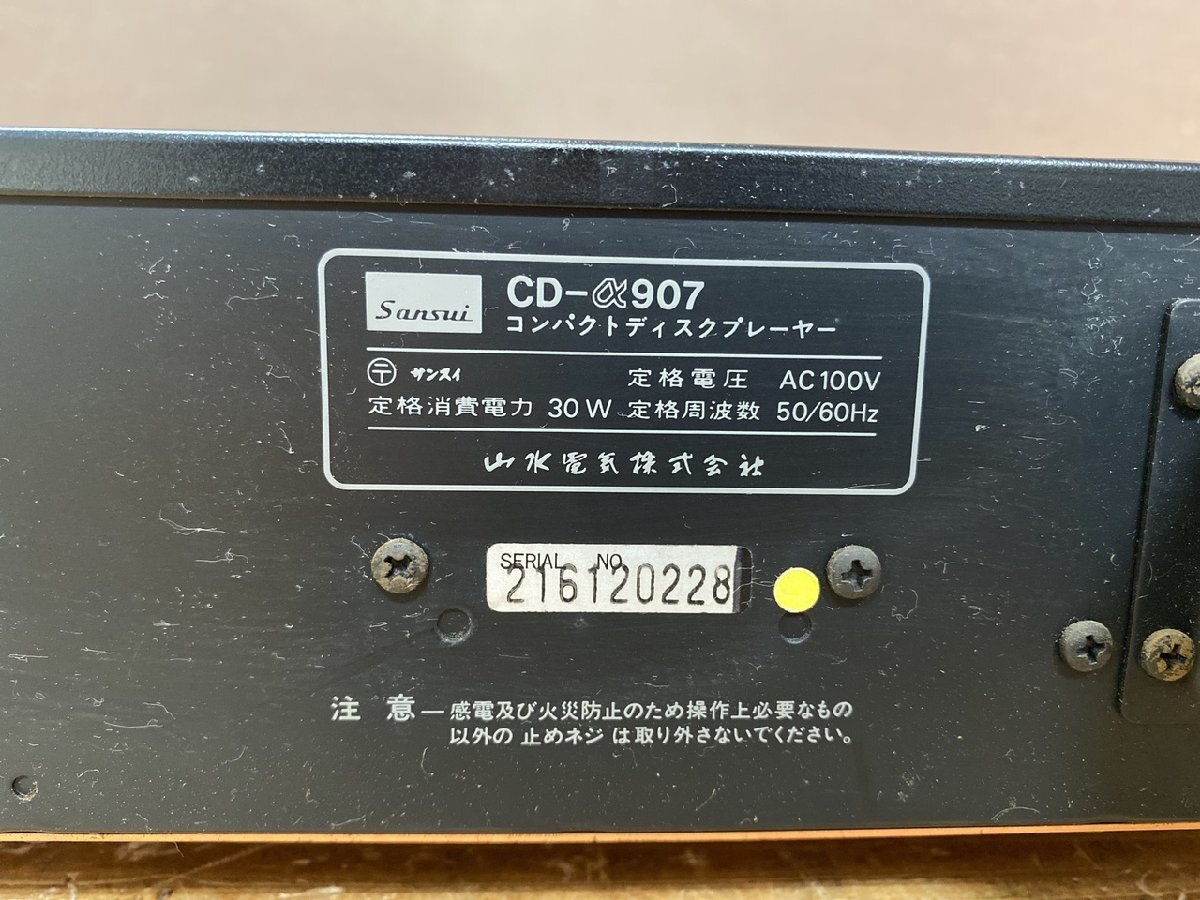 Sansui
CD-α907
コンパクトディスクプレーヤー
〒 サンスイ 定格電圧 AC100V
定格消費電力 30W 定格周波数 50/60Hz
山水電気株式会社
SERIAL NO.
216120228
注 意—感電及び火災防止のため操作上必要なもの
以外の 止めネジ は取り外さないでください。